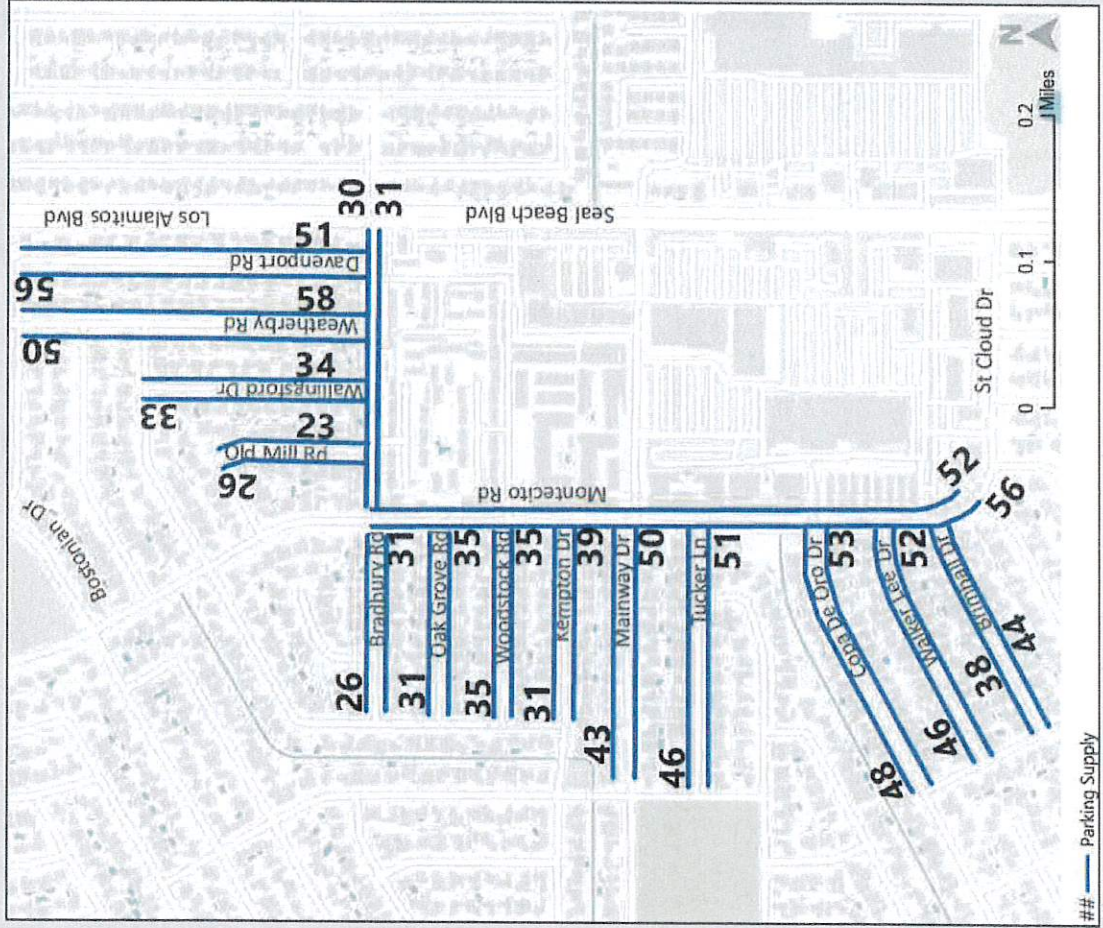 Los Alamitos Blvd
30
31
Seal Beach Blvd
51
Davenport Rd
56
58
Weatherby Rd
50
34
Wallingsford Dr
33
23
Old Mill Rd
26
Bostonian Dr
Montecito Rd
52
56
26
Bradbury Rd
31
31
Oak Grove Rd
35
35
Woodstock Rd
35
31
Kempton Dr
39
43
Mainway Dr
50
46
Tucker Ln
51
48
Copa De Oro Dr
53
46
Walker Lee Dr
52
38
Brimhall Dr
44
St Cloud Dr
N
0 0.1 0.2
Miles
## Parking Supply